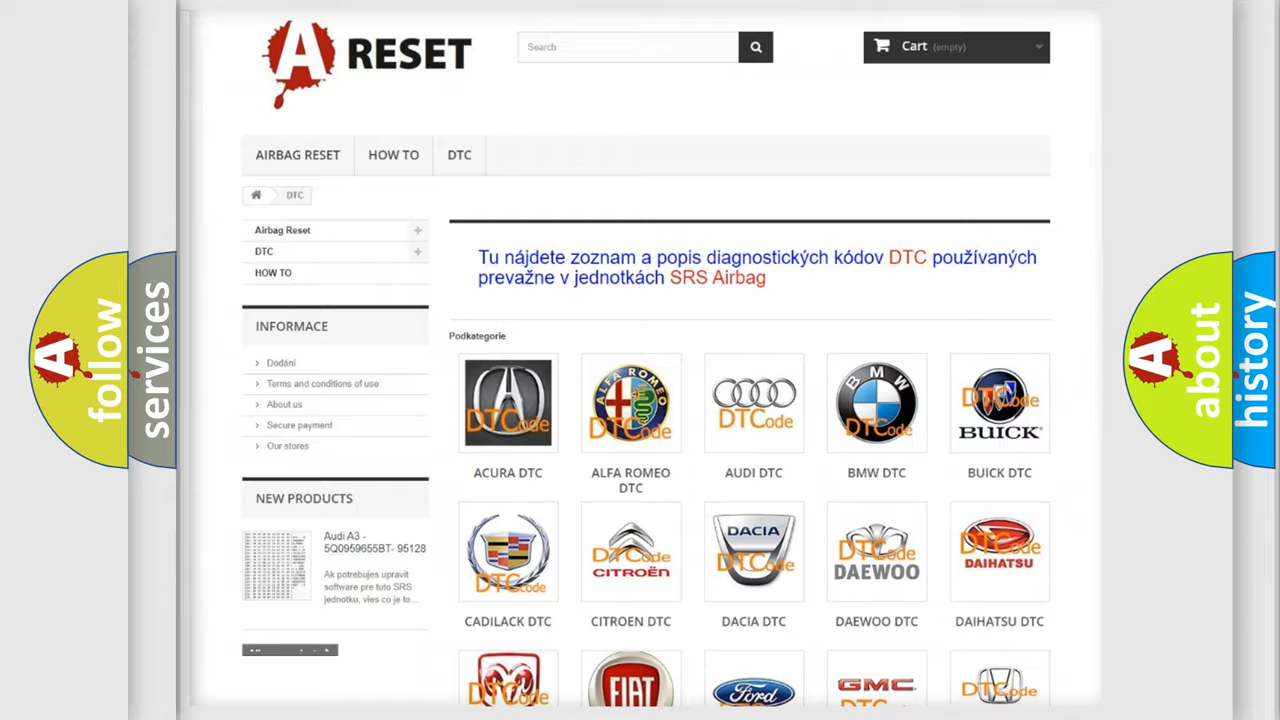 A RESET
Search
Cart (empty)
AIRBAG RESET
HOW TO
DTC
DTC
Airbag Reset
DTC
HOW TO
INFORMACE
Dodání
Terms and conditions of use
About us
Secure payment
Our stores
NEW PRODUCTS
Audi A3 -
5Q0959655BT- 95128
Ak potrebujes upravit
software pre tuto SRS
jednotku, vies co je to...
Tu nájdete zoznam a popis diagnostických kódov DTC používaných
prevažne v jednotkách SRS Airbag
Podkategorie
DTCode
ALFA ROMEO
DTCode
DTCode
BMW
DTCode
DTCode
BUICK
ACURA DTC
ALFA ROMEO
DTC
AUDI DTC
BMW DTC
BUICK DTC
DTCode
DTCode
CITROËN
DACIA
DTCode
DTCode
DAEWOO
DTCode
DAIHATSU
CADILACK DTC
CITROEN DTC
DACIA DTC
DAEWOO DTC
DAIHATSU DTC
DTCode
FIAT
Ford
GMC
DTCode
A follow
services
A about
history